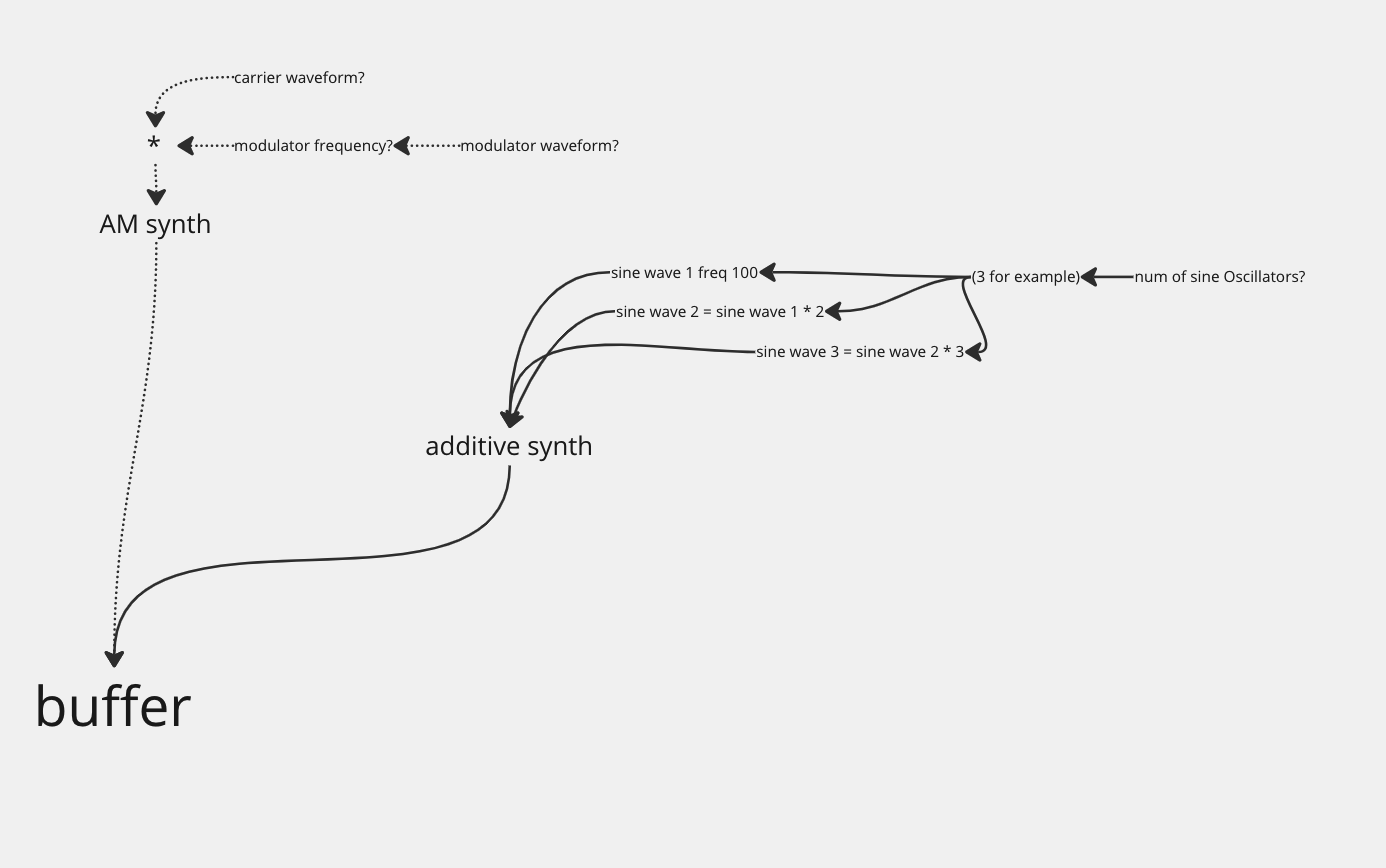 carrier waveform?
*
modulator frequency?
modulator waveform?
AM synth
sine wave 1 freq 100
(3 for example)
num of sine Oscillators?
sine wave 2 = sine wave 1 * 2
sine wave 3 = sine wave 2 * 3
additive synth
buffer